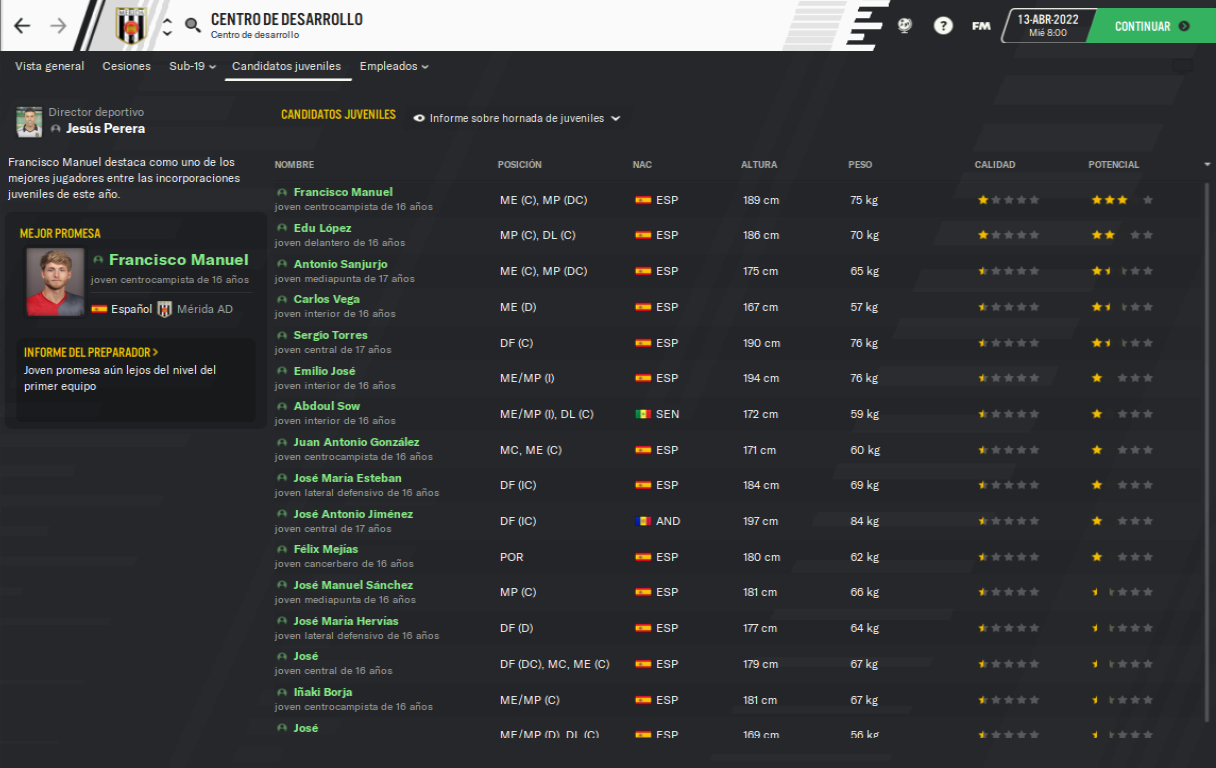 CENTRO DE DESARROLLO
Centro de desarrollo
?
FM
13-ABR-2022
Mié 8:00
CONTINUAR
Vista general Cesiones Sub-19 Candidatos juveniles Empleados
Director deportivo
Jesús Perera
CANDIDATOS JUVENILES Informe sobre hornada de juveniles
Francisco Manuel destaca como uno de los
mejores jugadores entre las incorporaciones
juveniles de este año.
MEJOR PROMESA
Francisco Manuel
joven centrocampista de 16 años
Español Mérida AD
INFORME DEL PREPARADOR >
Joven promesa aún lejos del nivel del
primer equipo
NOMBRE POSICIÓN NAC ALTURA PESO CALIDAD POTENCIAL
Francisco Manuel
joven centrocampista de 16 años
ME (C), MP (DC) ESP 189 cm 75 kg
Edu López
joven delantero de 16 años
MP (C), DL (C) ESP 186 cm 70 kg
Antonio Sanjurjo
joven mediapunta de 17 años
ME (C), MP (DC) ESP 175 cm 65 kg
Carlos Vega
joven interior de 16 años
ME (D) ESP 167 cm 57 kg
Sergio Torres
joven central de 17 años
DF (C) ESP 190 cm 76 kg
Emilio José
joven interior de 16 años
ME/MP (I) ESP 194 cm 76 kg
Abdoul Sow
joven interior de 16 años
ME/MP (I), DL (C) SEN 172 cm 59 kg
Juan Antonio González
joven centrocampista de 16 años
MC, ME (C) ESP 171 cm 60 kg
José María Esteban
joven lateral defensivo de 16 años
DF (IC) ESP 184 cm 69 kg
José Antonio Jiménez
joven central de 17 años
DF (IC) AND 197 cm 84 kg
Félix Mejías
joven cancerbero de 16 años
POR ESP 180 cm 62 kg
José Manuel Sánchez
joven mediapunta de 16 años
MP (C) ESP 181 cm 66 kg
José María Hervías
joven lateral defensivo de 16 años
DF (D) ESP 177 cm 64 kg
José
joven central de 16 años
DF (DC), MC, ME (C) ESP 179 cm 67 kg
Iñaki Borja
joven centrocampista de 16 años
ME/MP (C) ESP 181 cm 67 kg
José
ME/MP (D), DL (C) ESP 169 cm 56 kg